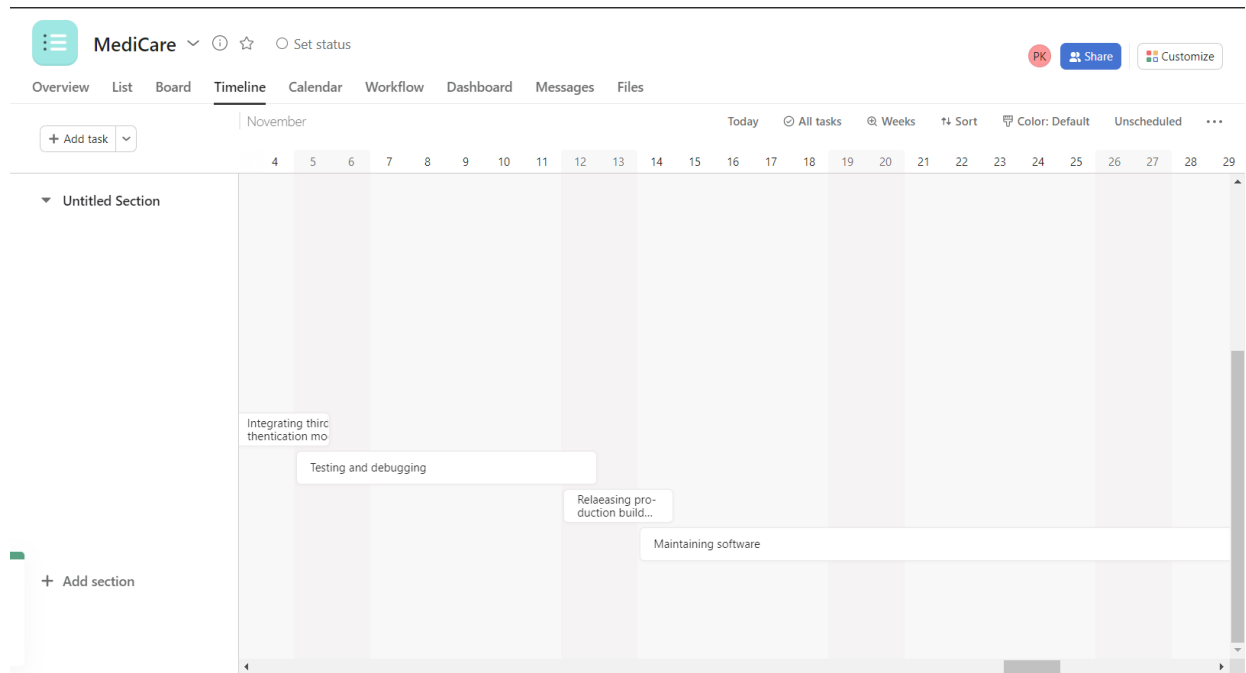 MediCare
Set status
PK
Share
Customize
Overview List Board Timeline Calendar Workflow Dashboard Messages Files
+ Add task
November
Today All tasks Weeks Sort Color: Default Unscheduled ...
4 5 6 7 8 9 10 11 12 13 14 15 16 17 18 19 20 21 22 23 24 25 26 27 28 29
Untitled Section
Integrating third
thentication mo
Testing and debugging
Relaeasing pro-
duction build...
Maintaining software
+ Add section